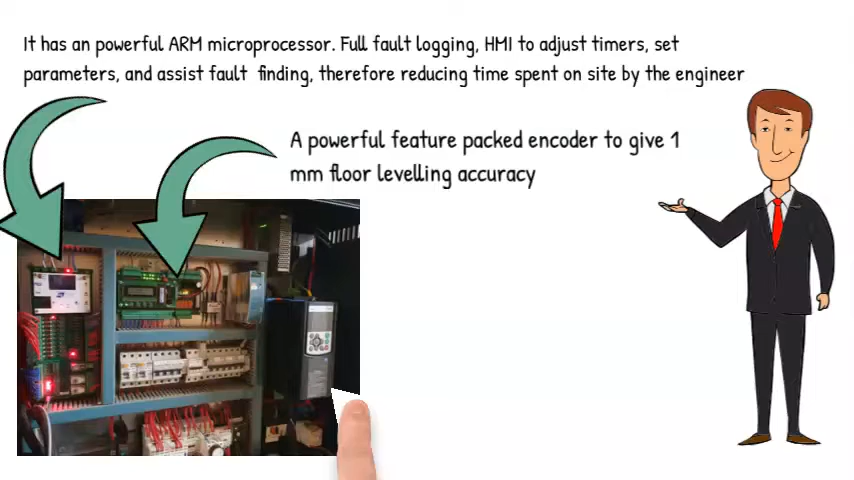 It has an powerful ARM microprocessor. Full fault logging, HMI to adjust timers, set
parameters, and assist fault finding, therefore reducing time spent on site by the engineer
A powerful feature packed encoder to give 1
mm floor levelling accuracy